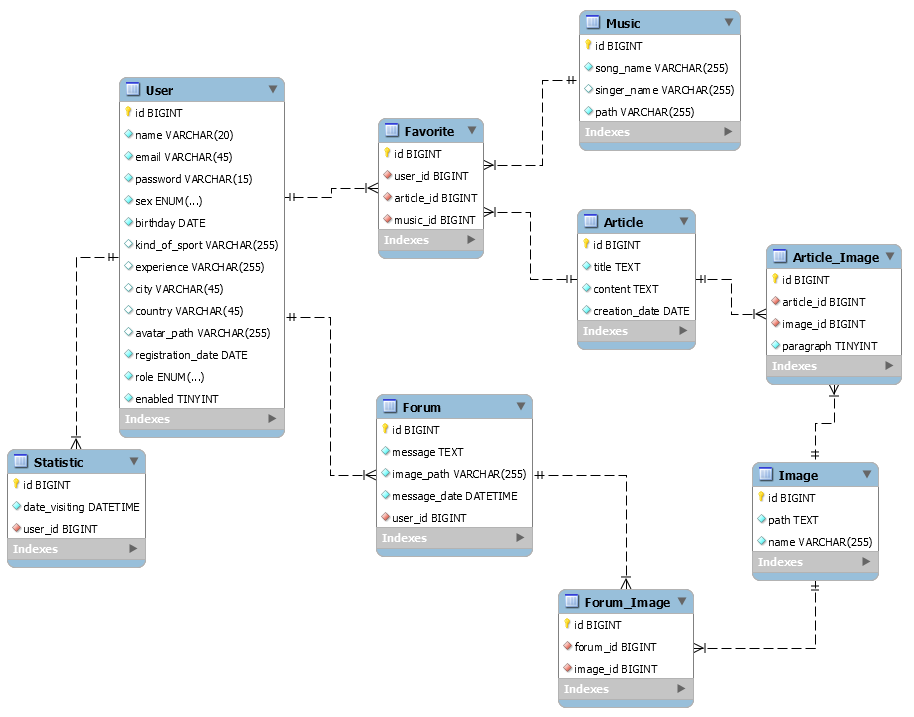 Music
id BIGINT
song_name VARCHAR(255)
singer_name VARCHAR(255)
path VARCHAR(255)
Indexes
User
id BIGINT
name VARCHAR(20)
email VARCHAR(45)
password VARCHAR(15)
sex ENUM(...)
birthday DATE
kind_of_sport VARCHAR(255)
experience VARCHAR(255)
city VARCHAR(45)
country VARCHAR(45)
avatar_path VARCHAR(255)
registration_date DATE
role ENUM(...)
enabled TINYINT
Indexes
Favorite
id BIGINT
user_id BIGINT
article_id BIGINT
music_id BIGINT
Indexes
Article
id BIGINT
title TEXT
content TEXT
creation_date DATE
Indexes
Article_Image
id BIGINT
article_id BIGINT
image_id BIGINT
paragraph TINYINT
Indexes
Forum
id BIGINT
message TEXT
image_path VARCHAR(255)
message_date DATETIME
user_id BIGINT
Indexes
Statistic
id BIGINT
date_visiting DATETIME
user_id BIGINT
Indexes
Image
id BIGINT
path TEXT
name VARCHAR(255)
Indexes
Forum_Image
id BIGINT
forum_id BIGINT
image_id BIGINT
Indexes